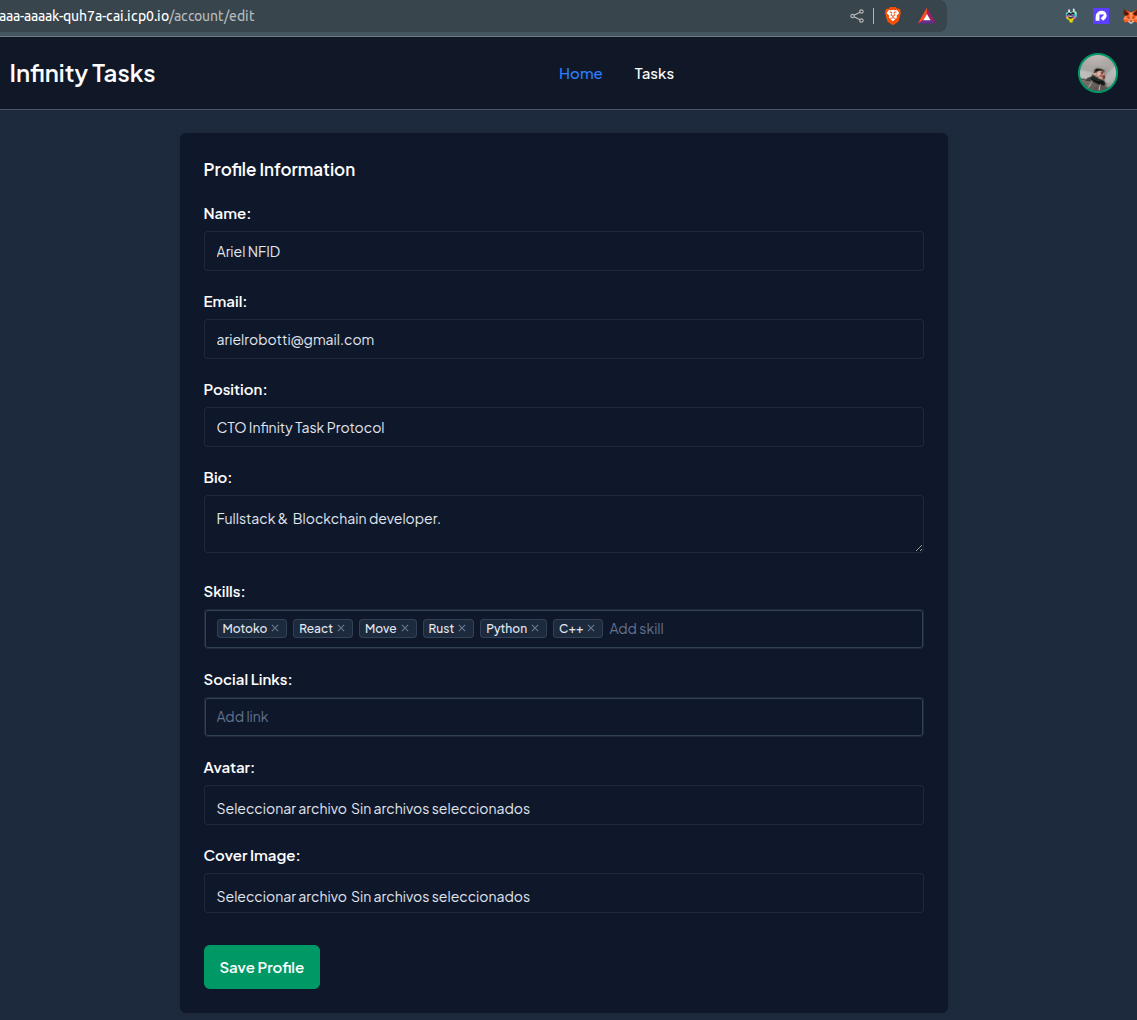 aaa-aaaak-quh7a-cai.icp0.io/account/edit
Infinity Tasks
Home
Tasks
Profile Information
Name:
Ariel NFID
Email:
arielrobotti@gmail.com
Position:
CTO Infinity Task Protocol
Bio:
Fullstack & Blockchain developer.
Skills:
Motoko × React × Move × Rust × Python × C++ × Add skill
Social Links:
Add link
Avatar:
Seleccionar archivo Sin archivos seleccionados
Cover Image:
Seleccionar archivo Sin archivos seleccionados
Save Profile